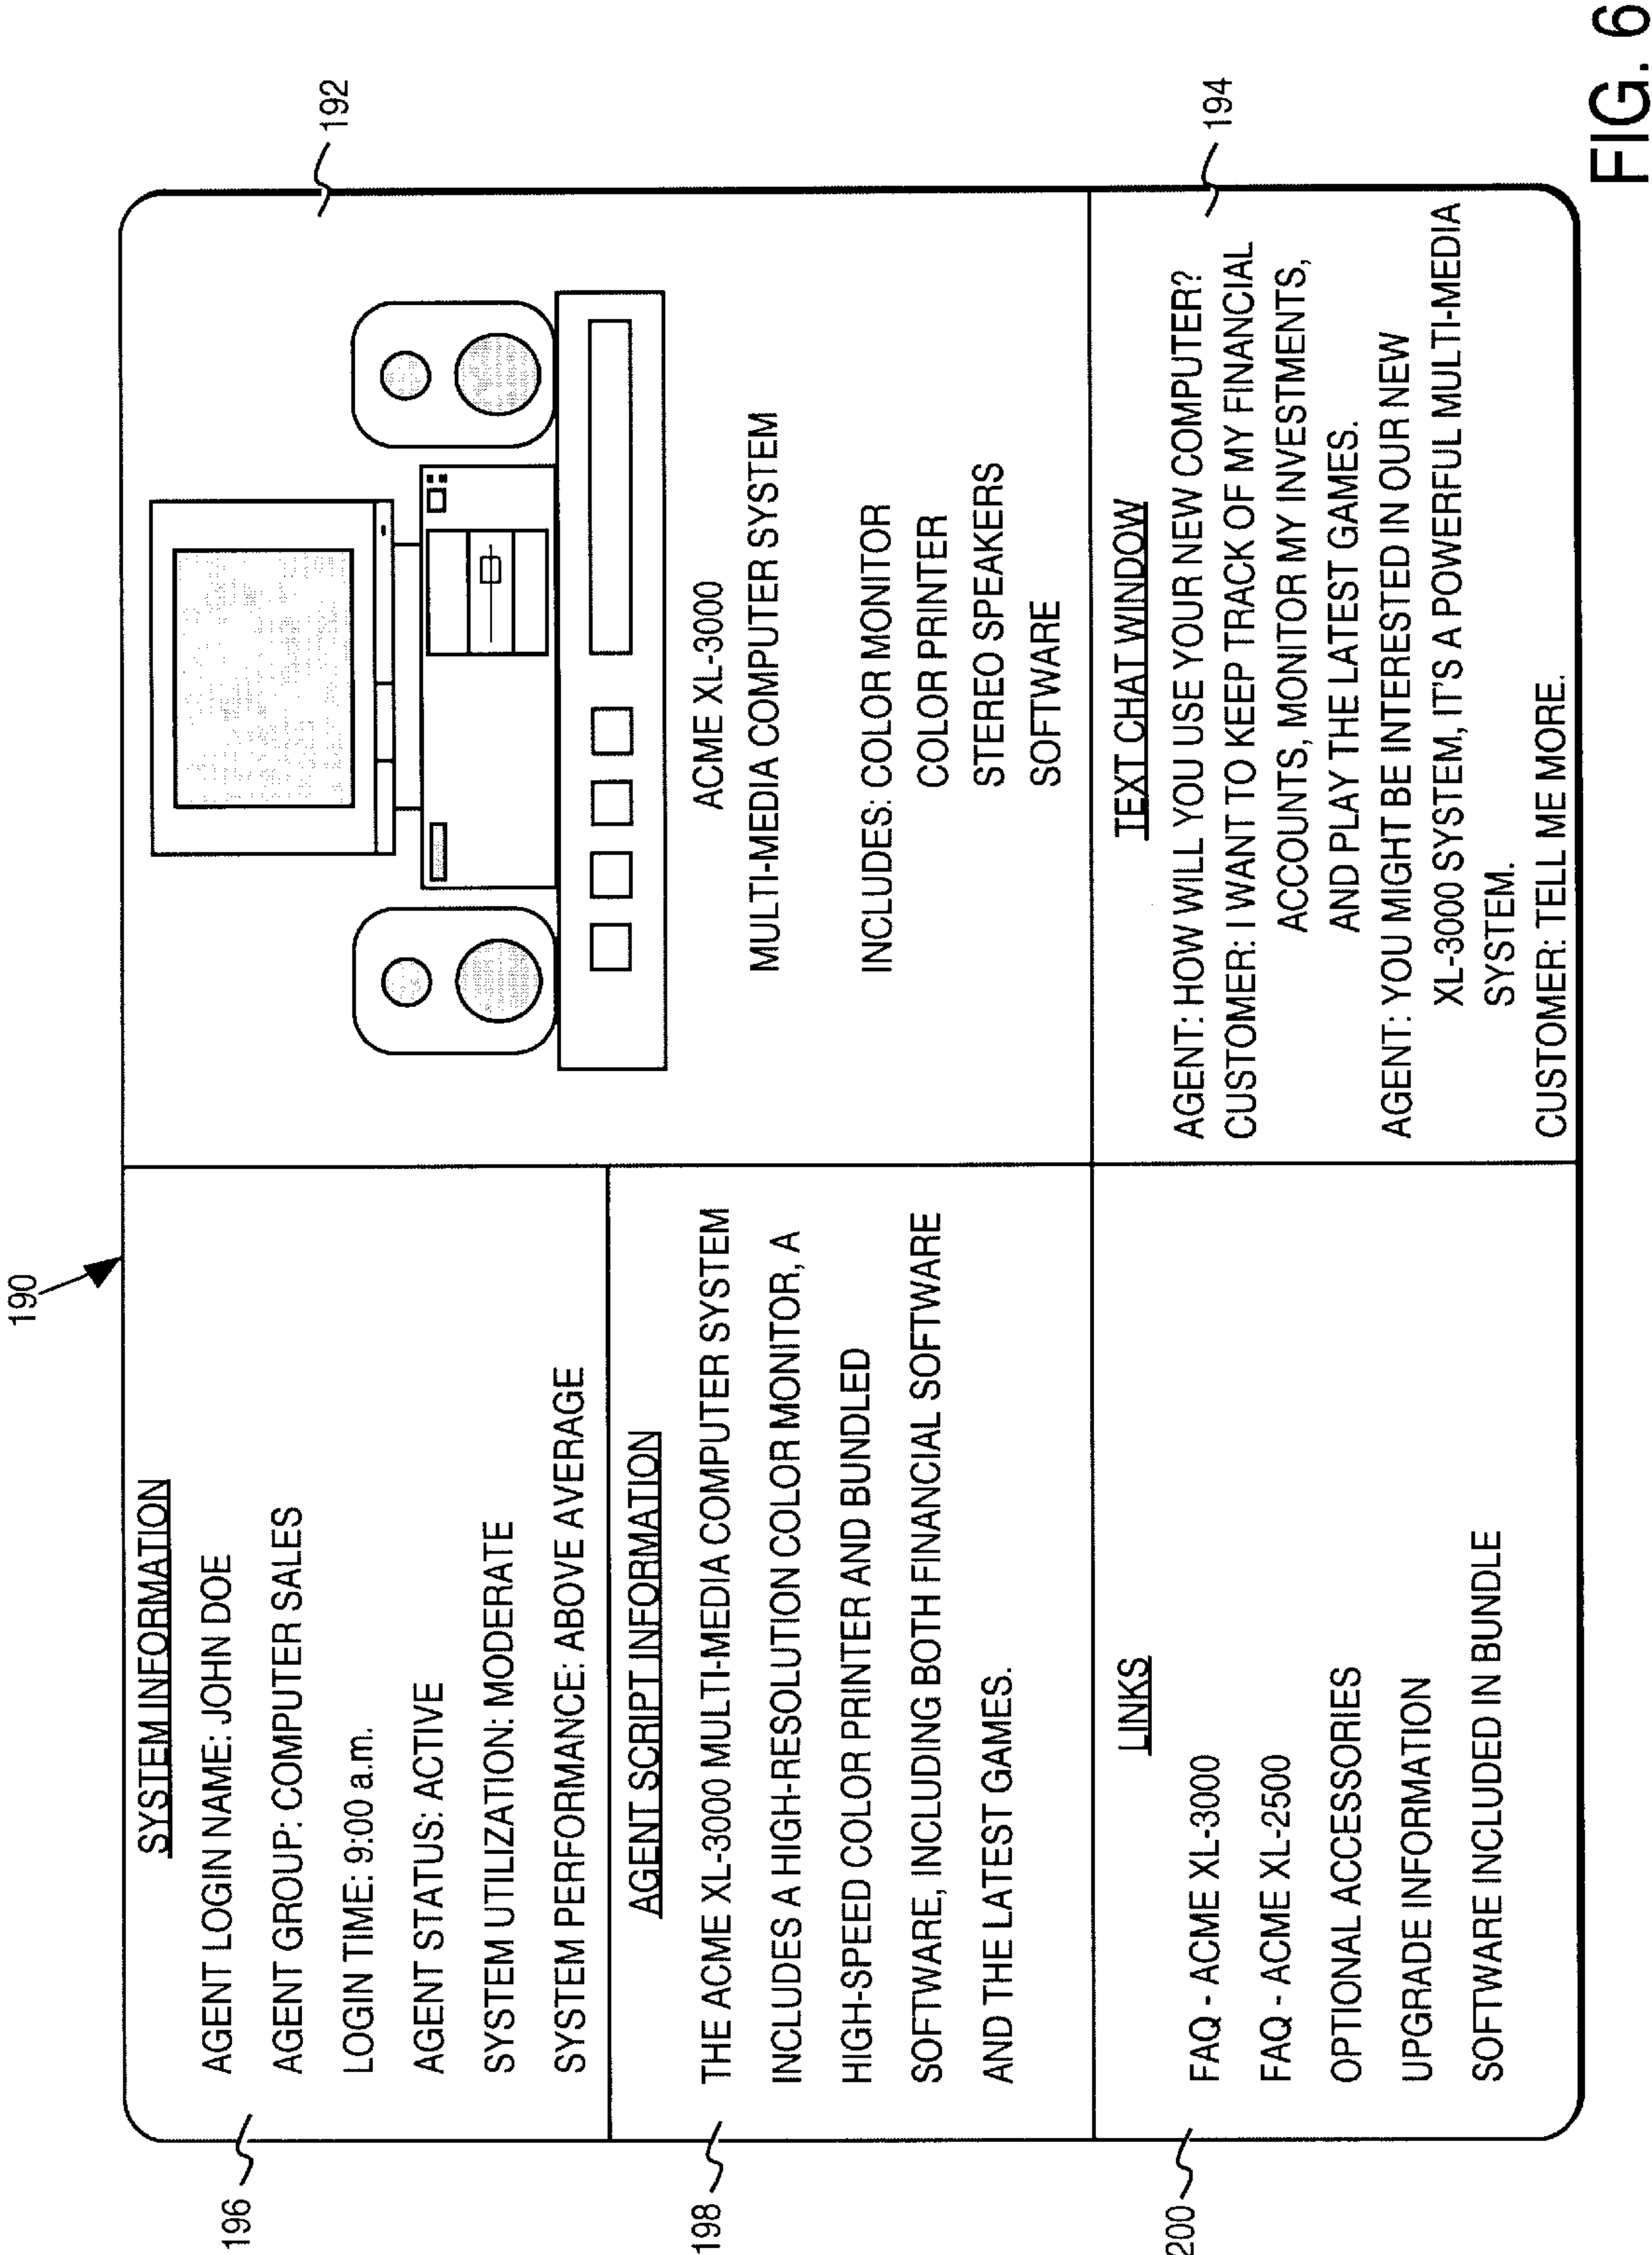 190
196
SYSTEM INFORMATION
AGENT LOGIN NAME: JOHN DOE
AGENT GROUP: COMPUTER SALES
LOGIN TIME: 9:00 a.m.
AGENT STATUS: ACTIVE
SYSTEM UTILIZATION: MODERATE
SYSTEM PERFORMANCE: ABOVE AVERAGE
198
AGENT SCRIPT INFORMATION
THE ACME XL-3000 MULTI-MEDIA COMPUTER SYSTEM
INCLUDES A HIGH-RESOLUTION COLOR MONITOR, A
HIGH-SPEED COLOR PRINTER AND BUNDLED
SOFTWARE, INCLUDING BOTH FINANCIAL SOFTWARE
AND THE LATEST GAMES.
200
LINKS
FAQ - ACME XL-3000
FAQ - ACME XL-2500
OPTIONAL ACCESSORIES
UPGRADE INFORMATION
SOFTWARE INCLUDED IN BUNDLE
192
ACME XL-3000
MULTI-MEDIA COMPUTER SYSTEM
INCLUDES: COLOR MONITOR
COLOR PRINTER
STEREO SPEAKERS
SOFTWARE
194
TEXT CHAT WINDOW
AGENT: HOW WILL YOU USE YOUR NEW COMPUTER?
CUSTOMER: I WANT TO KEEP TRACK OF MY FINANCIAL
ACCOUNTS, MONITOR MY INVESTMENTS,
AND PLAY THE LATEST GAMES.
AGENT: YOU MIGHT BE INTERESTED IN OUR NEW
XL-3000 SYSTEM, IT'S A POWERFUL MULTI-MEDIA
SYSTEM.
CUSTOMER: TELL ME MORE.
FIG. 6